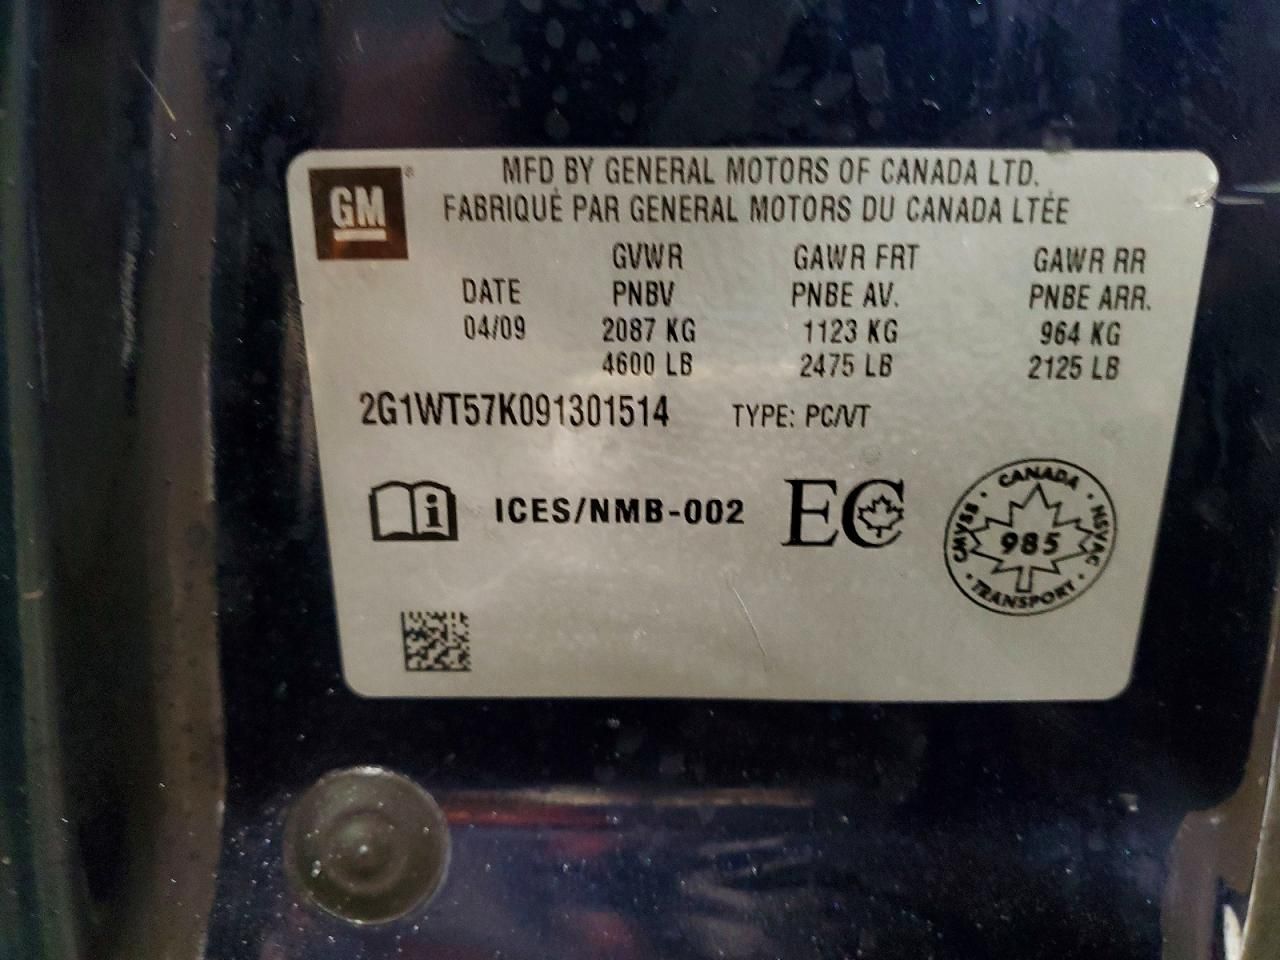 GM®
MFD BY GENERAL MOTORS OF CANADA LTD.
FABRIQUÉ PAR GENERAL MOTORS DU CANADA LTÉE
GVWR GAWR FRT GAWR RR
DATE PNBV PNBE AV. PNBE ARR.
04/09 2087 KG 1123 KG 964 KG
4600 LB 2475 LB 2125 LB
2G1WT57K091301514 TYPE: PC/VT
i ICES/NMB-002 EC
CANADA
CMVSS 985 NSVAC
TRANSPORT